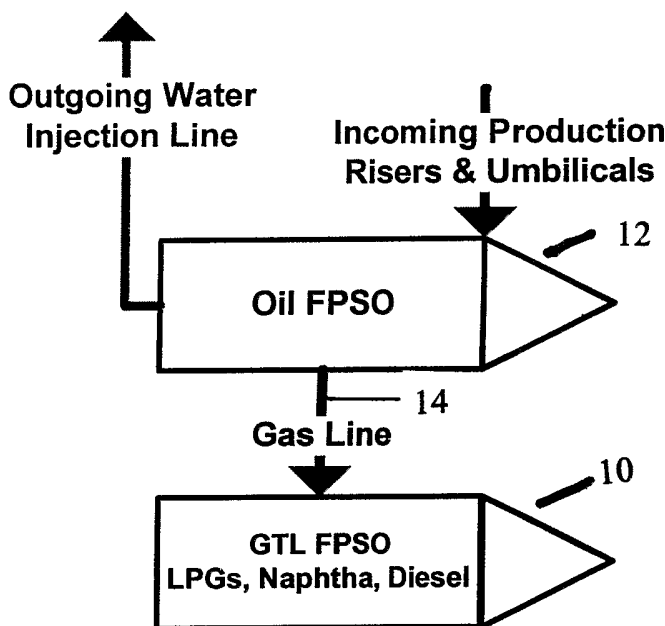 Outgoing Water
Injection Line
Incoming Production
Risers & Umbilicals
12
Oil FPSO
14
Gas Line
10
GTL FPSO
LPGs, Naphtha, Diesel